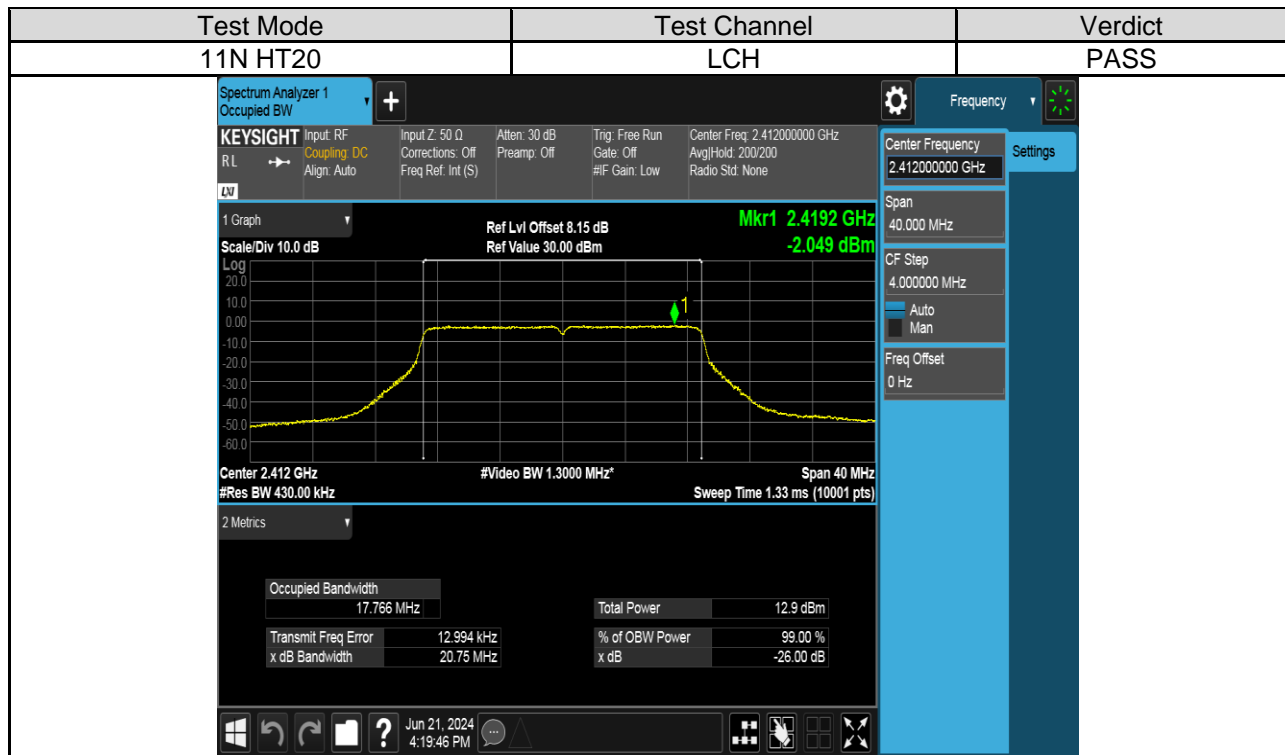 Test Mode Test Channel Verdict
11N HT20 LCH PASS
Spectrum Analyzer 1
Occupied BW
+
Frequency
KEYSIGHT Input: RF Input Z: 50 Ω Atten: 30 dB Trig: Free Run Center Freq: 2.412000000 GHz
RL Coupling: DC Corrections: Off Preamp: Off Gate: Off Avg|Hold: 200/200
Align: Auto Freq Ref: Int (S) #IF Gain: Low Radio Std: None
LXI
Center Frequency
2.412000000 GHz
Settings
Span
40.000 MHz
CF Step
4.000000 MHz
Auto
Man
Freq Offset
0 Hz
1 Graph Ref Lvl Offset 8.15 dB Mkr1 2.4192 GHz
Scale/Div 10.0 dB Ref Value 30.00 dBm -2.049 dBm
Log
20.0
10.0
0.00
-10.0
-20.0
-30.0
-40.0
-50.0
-60.0
1
Center 2.412 GHz #Video BW 1.3000 MHz* Span 40 MHz
#Res BW 430.00 kHz Sweep Time 1.33 ms (10001 pts)
2 Metrics
Occupied Bandwidth
17.766 MHz Total Power 12.9 dBm
Transmit Freq Error 12.994 kHz % of OBW Power 99.00 %
x dB Bandwidth 20.75 MHz x dB -26.00 dB
? Jun 21, 2024
4:19:46 PM